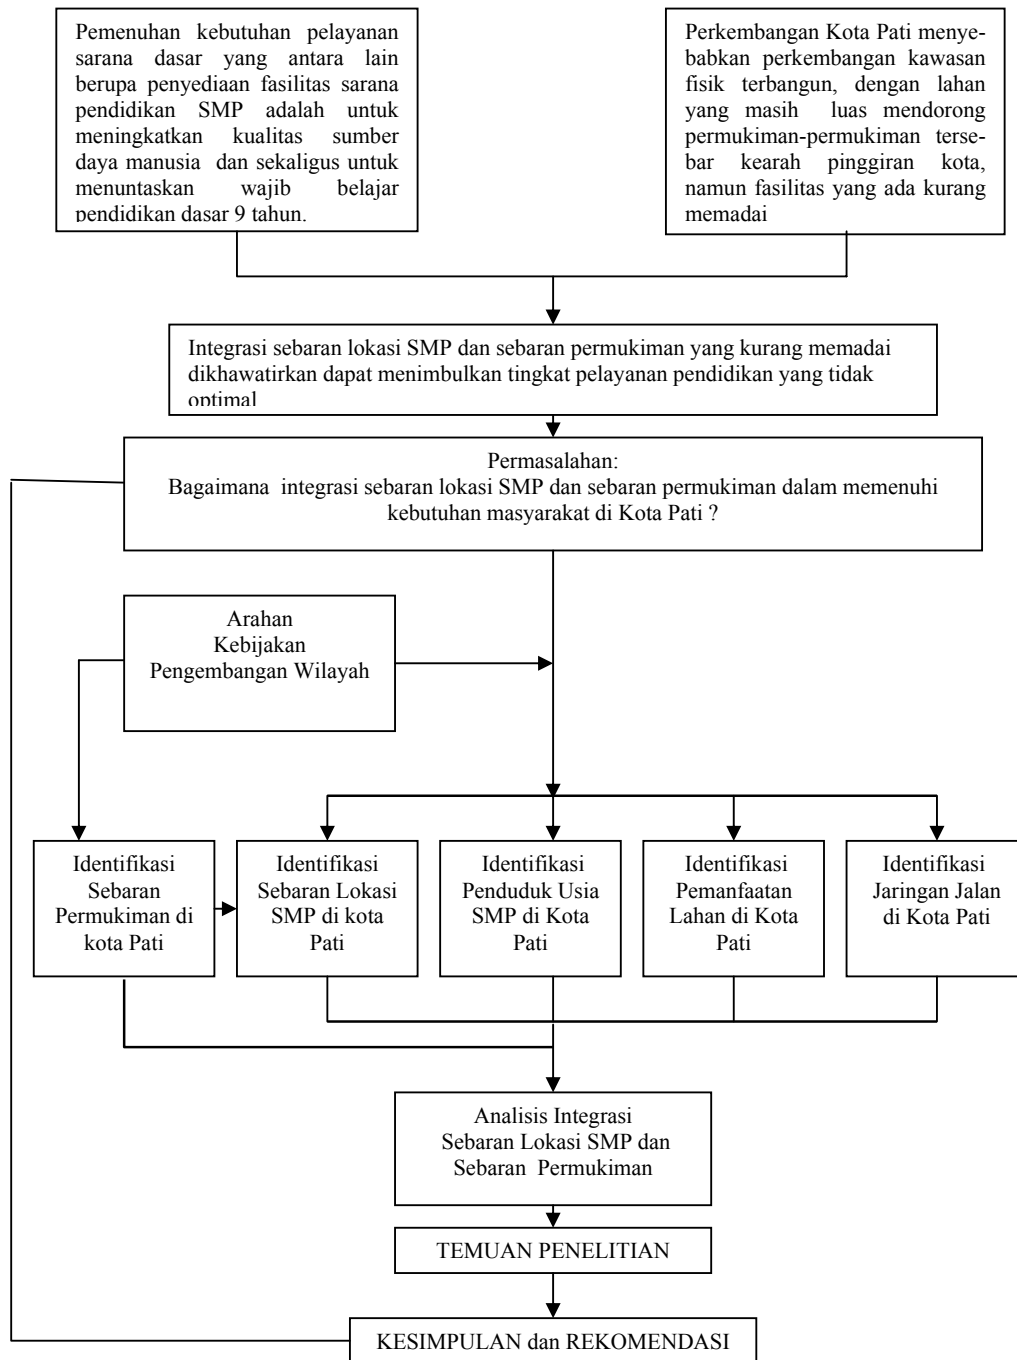 Pemenuhan kebutuhan pelayanan
sarana dasar yang antara lain
berupa penyediaan fasilitas sarana
pendidikan SMP adalah untuk
meningkatkan kualitas sumber
daya manusia dan sekaligus untuk
menuntaskan wajib belajar
pendidikan dasar 9 tahun.
Perkembangan Kota Pati menye-
babkan perkembangan kawasan
fisik terbangun, dengan lahan
yang masih luas mendorong
permukiman-permukiman terse-
bar kearah pinggiran kota,
namun fasilitas yang ada kurang
memadai
Integrasi sebaran lokasi SMP dan sebaran permukiman yang kurang memadai
dikhawatirkan dapat menimbulkan tingkat pelayanan pendidikan yang tidak
optimal
Permasalahan:
Bagaimana integrasi sebaran lokasi SMP dan sebaran permukiman dalam memenuhi
kebutuhan masyarakat di Kota Pati ?
Arahan
Kebijakan
Pengembangan Wilayah
Identifikasi
Sebaran
Permukiman di
kota Pati
Identifikasi
Sebaran Lokasi
SMP di kota
Pati
Identifikasi
Penduduk Usia
SMP di Kota
Pati
Identifikasi
Pemanfaatan
Lahan di Kota
Pati
Identifikasi
Jaringan Jalan
di Kota Pati
Analisis Integrasi
Sebaran Lokasi SMP dan
Sebaran Permukiman
TEMUAN PENELITIAN
KESIMPULAN dan REKOMENDASI